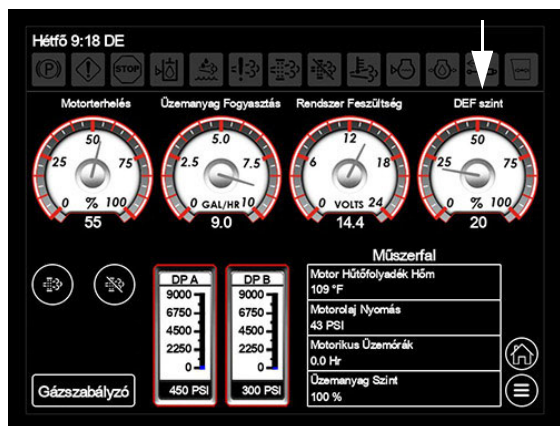 Hétfő 9:18 DE
(P) STOP
Motorterhelés Üzemanyag Fogyasztás Rendszer Feszültség DEF szint
50 5.0 12 50
25 75 2.5 7.5 6 18 25 75
0 % 100 0 GAL/HR 10 0 VOLTS 24 0 % 100
55 9.0 14.4 20
Műszerfal
DP A DP B
9000 9000
6750 6750
4500 4500
2250 2250
0 0
450 PSI 300 PSI
Motor Hűtőfolyadék Hőm
109 °F
Motorolaj Nyomás
43 PSI
Motorikus Üzemórák
0.0 Hr
Üzemanyag Szint
100 %
Gázszabályzó